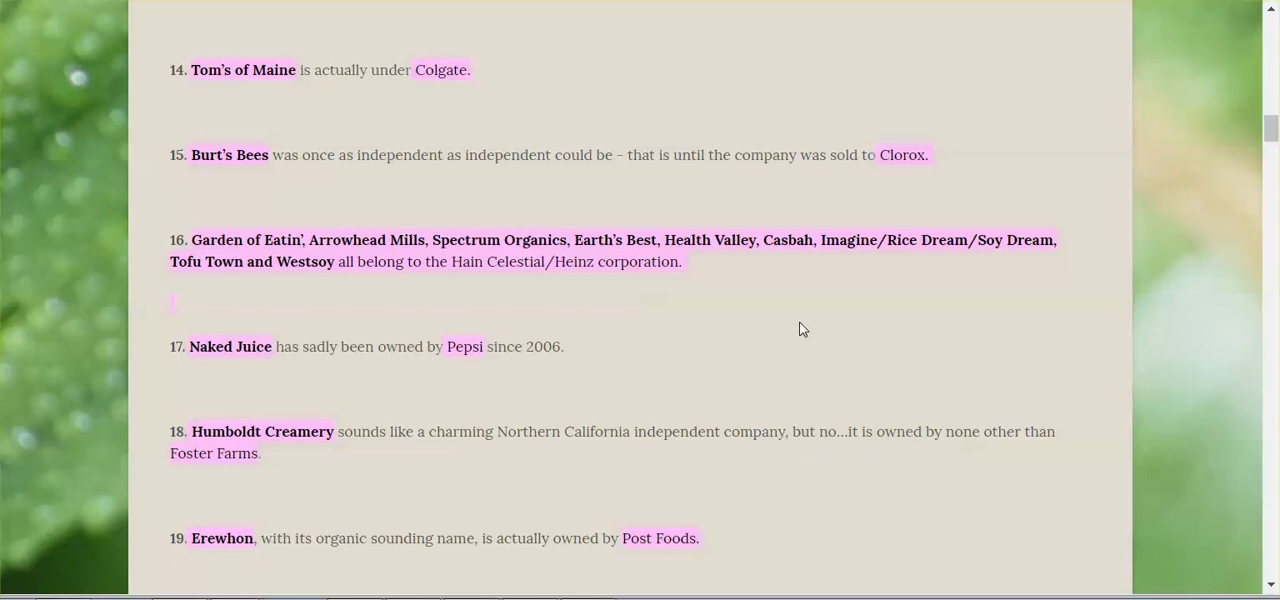 14. Tom’s of Maine is actually under Colgate.
15. Burt’s Bees was once as independent as independent could be – that is until the company was sold to Clorox.
16. Garden of Eatin’, Arrowhead Mills, Spectrum Organics, Earth’s Best, Health Valley, Casbah, Imagine/Rice Dream/Soy Dream,
Tofu Town and Westsoy all belong to the Hain Celestial/Heinz corporation.
17. Naked Juice has sadly been owned by Pepsi since 2006.
18. Humboldt Creamery sounds like a charming Northern California independent company, but no…it is owned by none other than
Foster Farms.
19. Erewhon, with its organic sounding name, is actually owned by Post Foods.